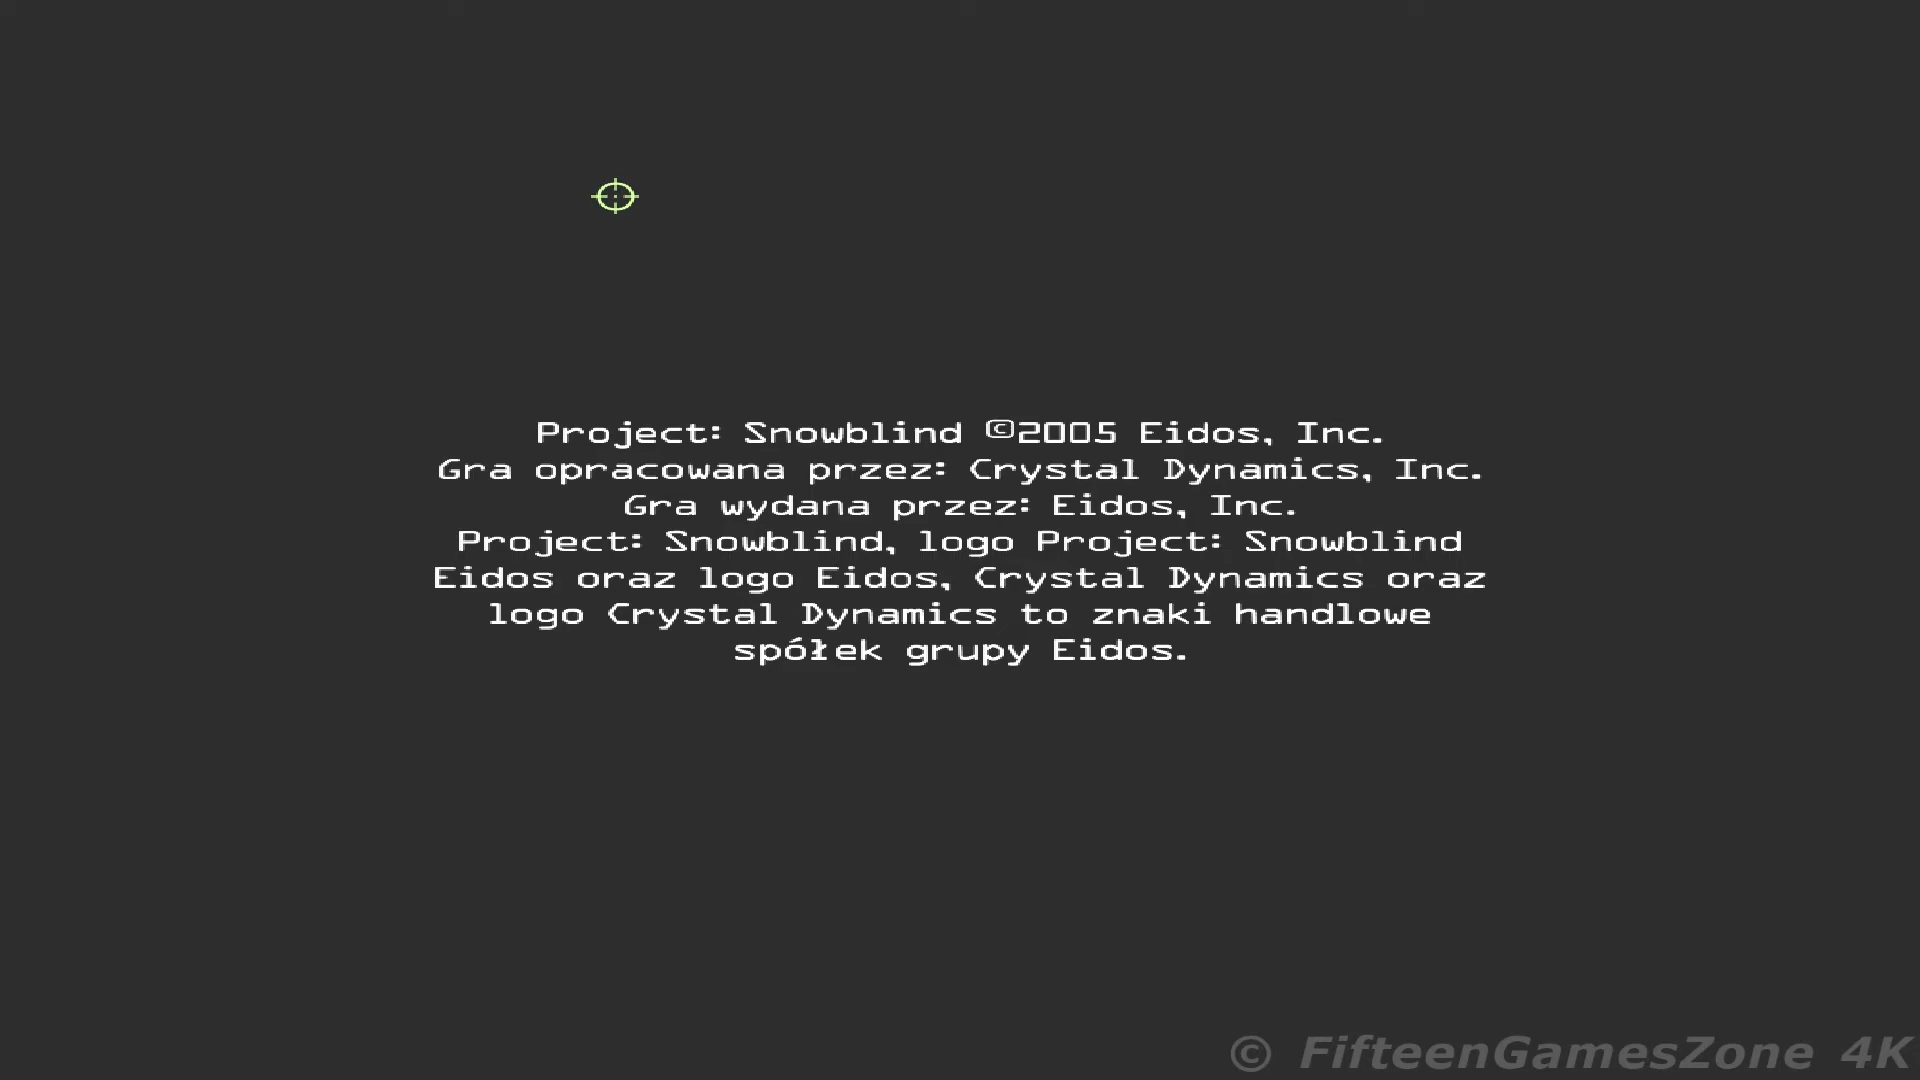 Project: Snowblind ©2005 Eidos, Inc.
Gra opracowana przez: Crystal Dynamics, Inc.
Gra wydana przez: Eidos, Inc.
Project: Snowblind, logo Project: Snowblind
Eidos oraz logo Eidos, Crystal Dynamics oraz
logo Crystal Dynamics to znaki handlowe
spółek grupy Eidos.
© FifteenGamesZone 4K